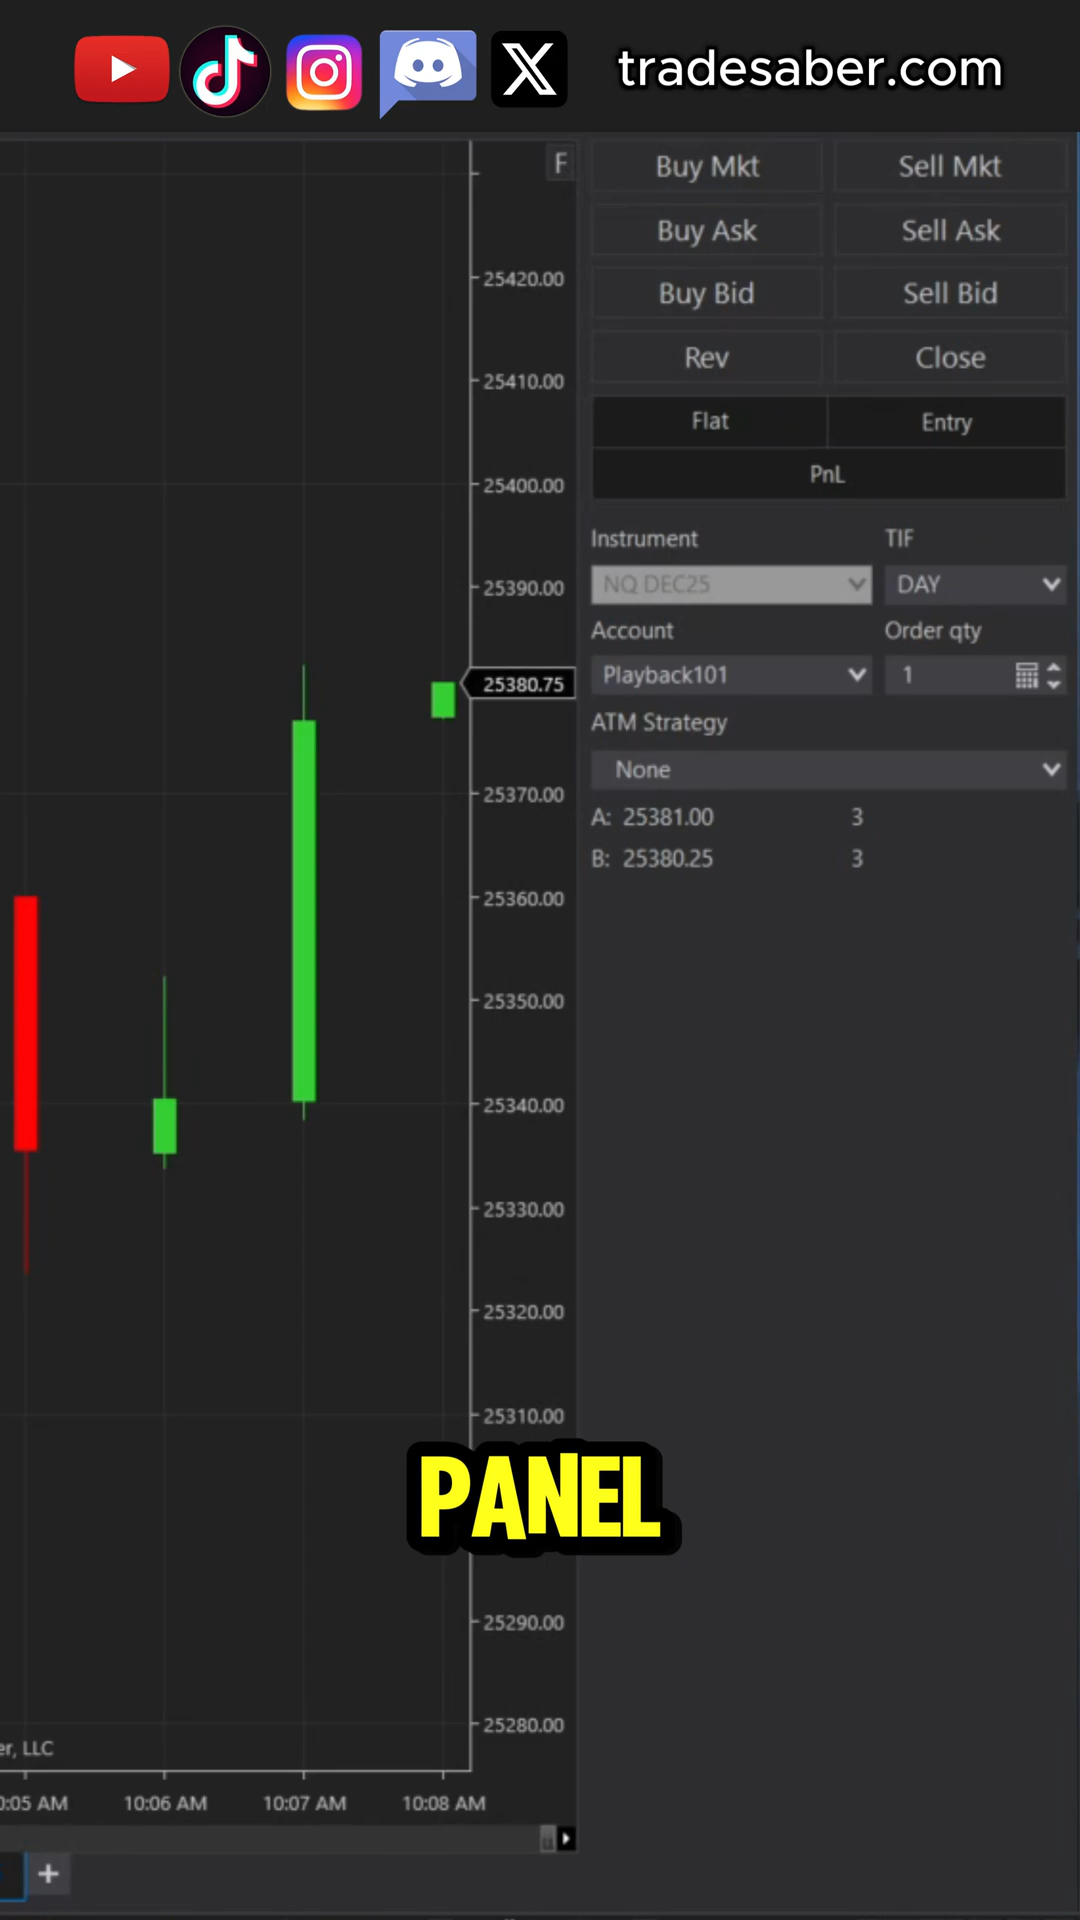 tradesaber.com
F
Buy Mkt Sell Mkt
Buy Ask Sell Ask
Buy Bid Sell Bid
Rev Close
Flat Entry
PnL
Instrument TIF
NQ DEC25 DAY
Account Order qty
Playback101 1
ATM Strategy
None
A: 25381.00 3
B: 25380.25 3
25420.00
25410.00
25400.00
25390.00
25380.75
25370.00
25360.00
25350.00
25340.00
25330.00
25320.00
25310.00
PANEL
25290.00
25280.00
er, LLC
0:05 AM 10:06 AM 10:07 AM 10:08 AM